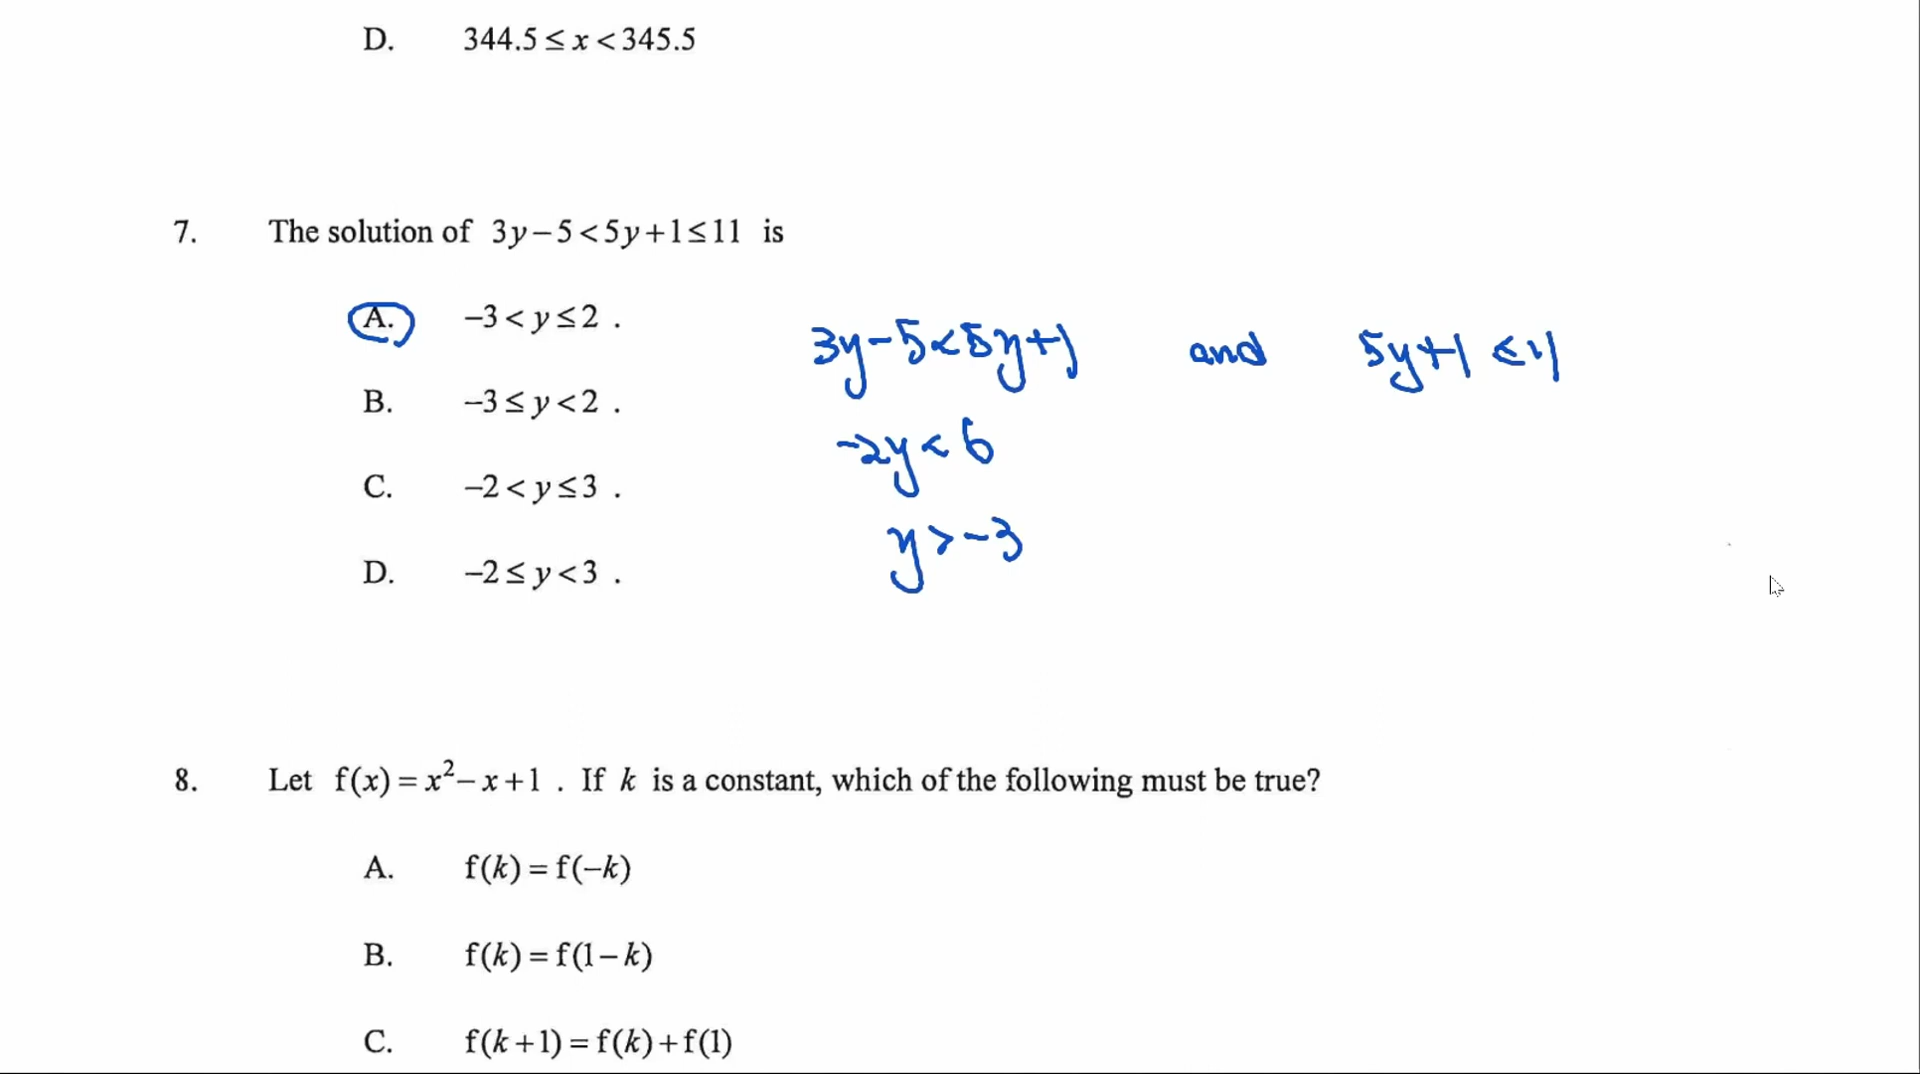 D. 344.5 ≤ x < 345.5
7. The solution of 3y − 5 < 5y + 1 ≤ 11 is
A. −3 < y ≤ 2 .
3y − 5 < 5y + 1 and 5y + 1 ≤ 11
B. −3 ≤ y < 2 .
−2y < 6
C. −2 < y ≤ 3 .
y > −3
D. −2 ≤ y < 3 .
8. Let f(x) = x² − x + 1 . If k is a constant, which of the following must be true?
A. f(k) = f(−k)
B. f(k) = f(1 − k)
C. f(k + 1) = f(k) + f(1)